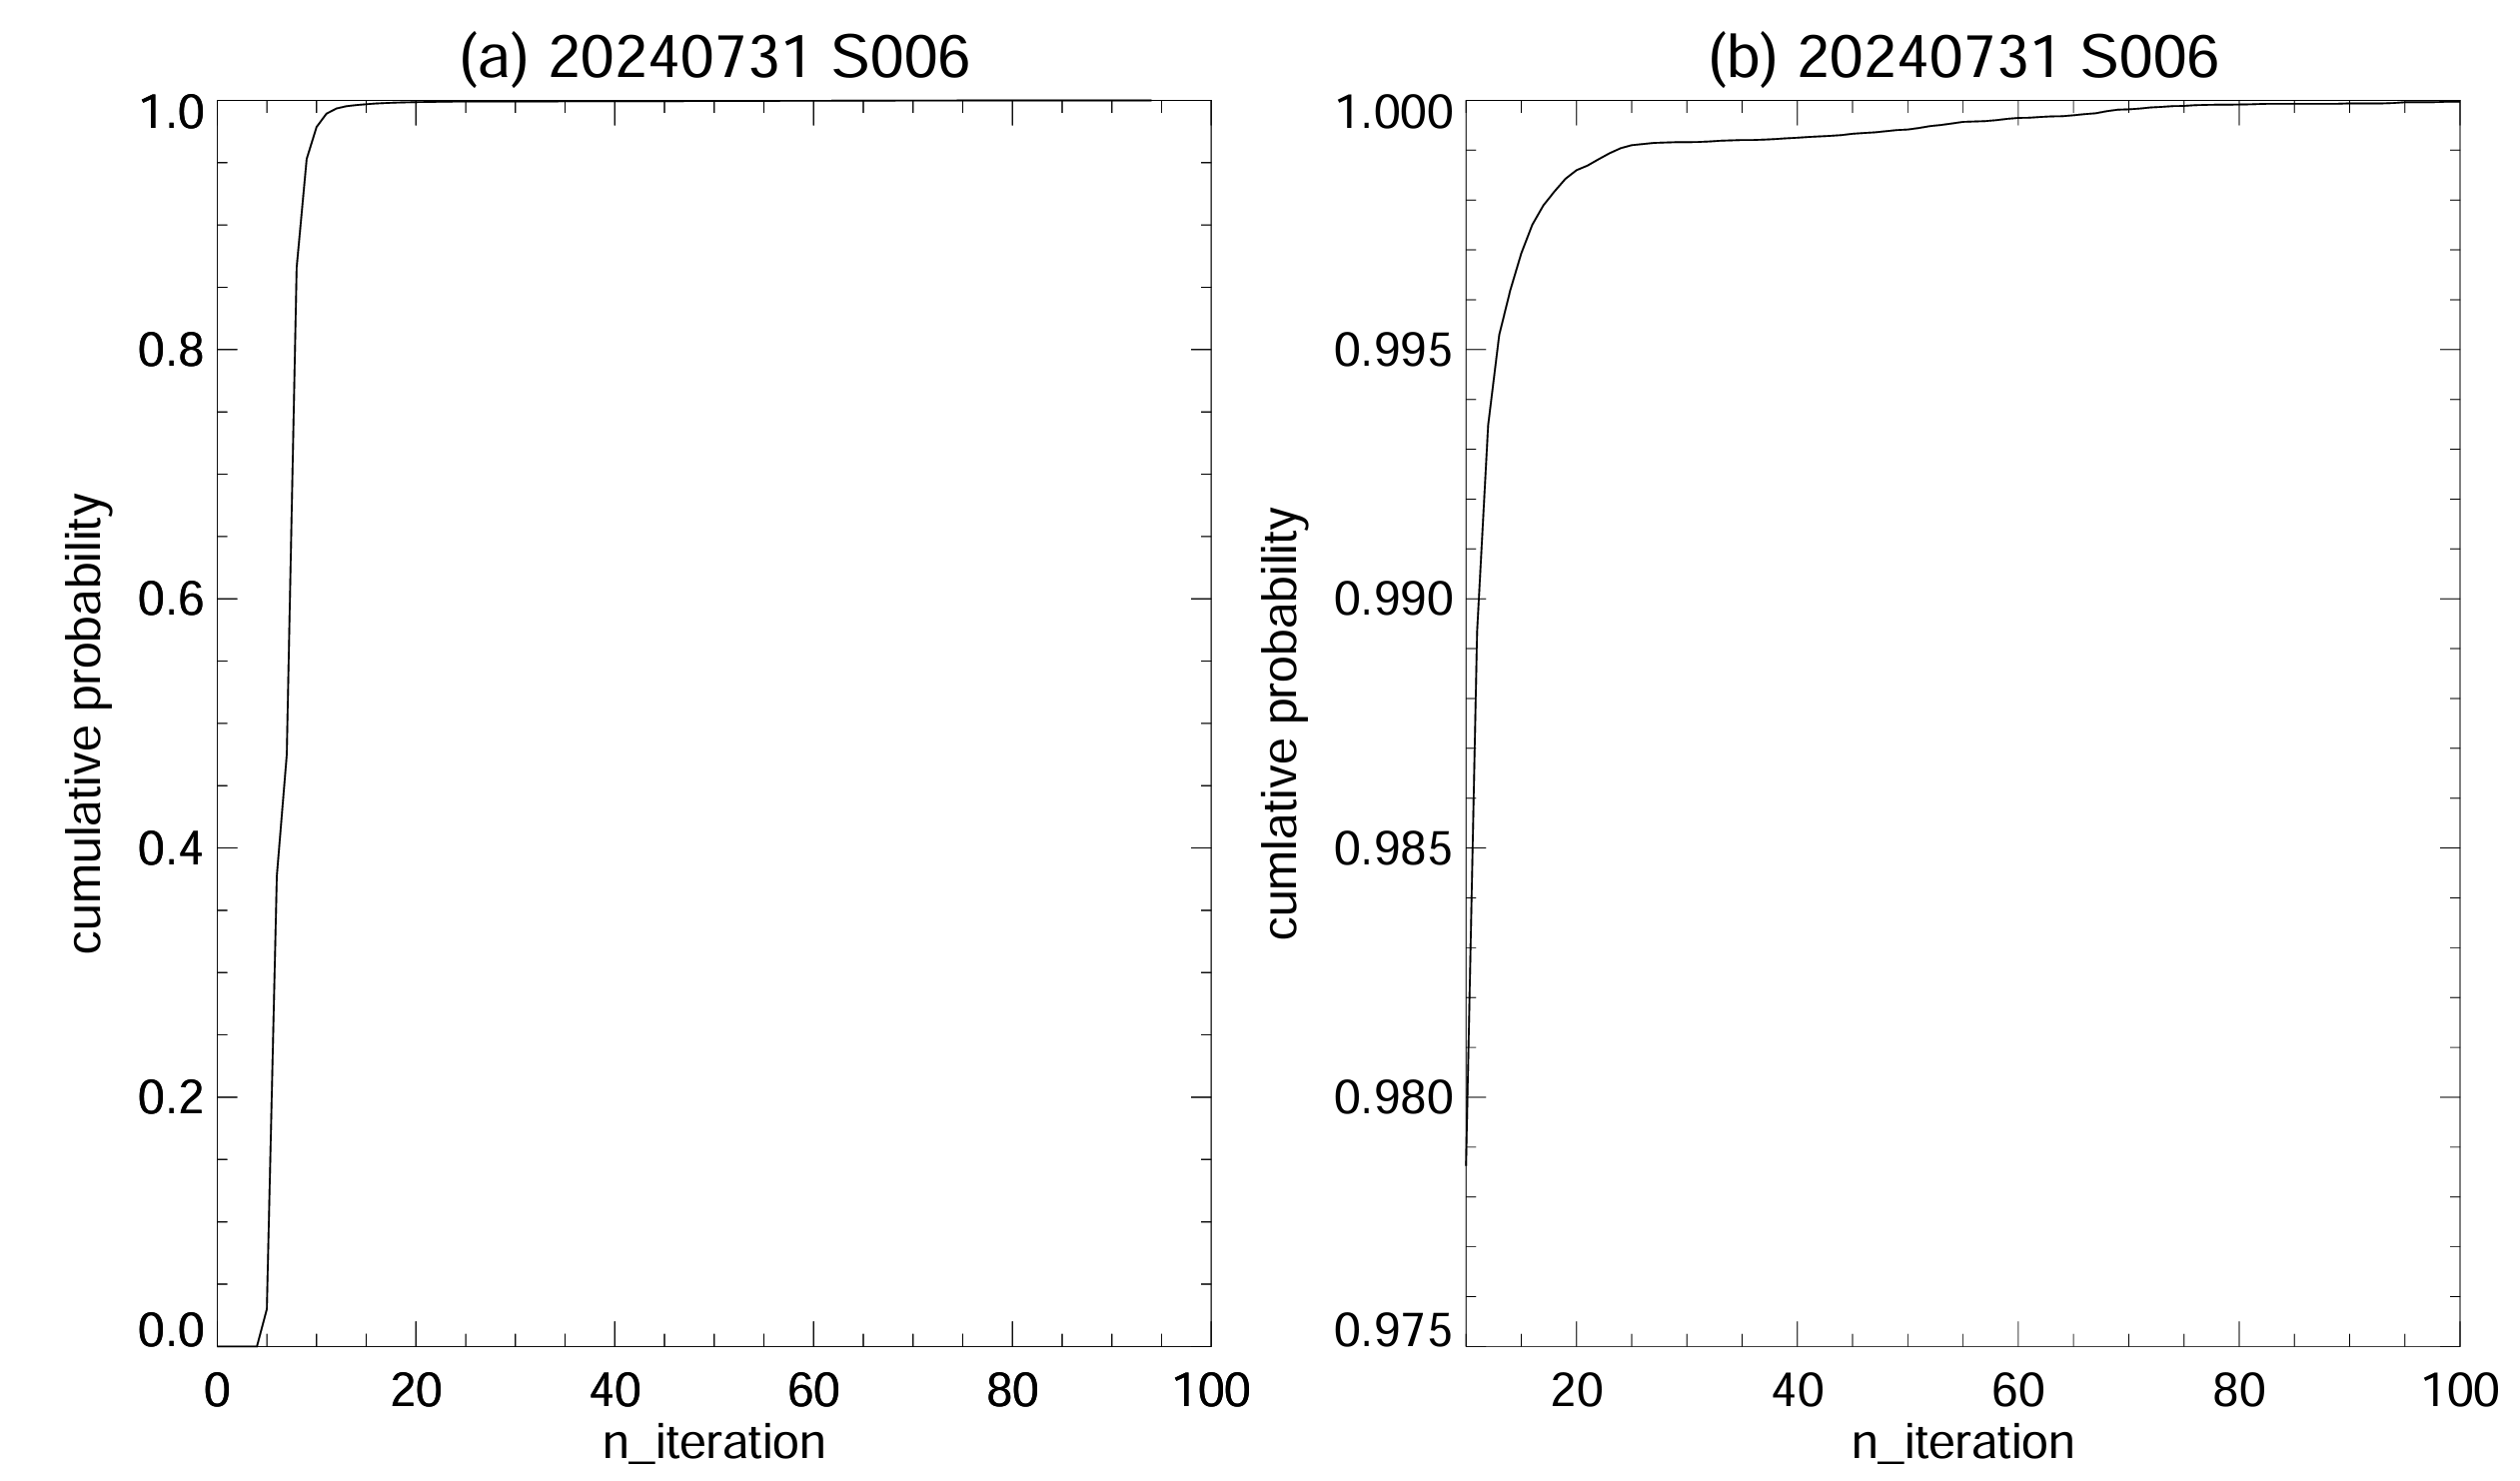 (a) 20240731 S006
1.0
0.8
0.6
0.4
0.2
0.0
cumulative probability
0 20 40 60 80 100
n_iteration
(b) 20240731 S006
1.000
0.995
0.990
0.985
0.980
0.975
cumlative probability
20 40 60 80 100
n_iteration